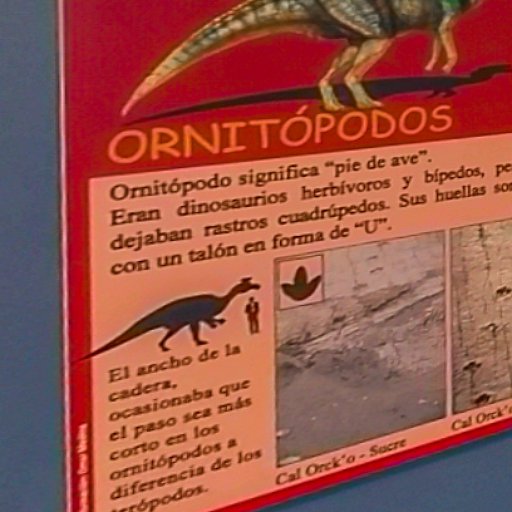 ORNITÓPODOS
Ornitópodo significa “pie de ave”.
Eran dinosaurios herbívoros y bípedos, pe
dejaban rastros cuadrúpedos. Sus huellas so
con un talón en forma de “U”.
El ancho de la
cadera,
ocasionaba que
el paso sea más
corto en los
ornitópodos a
diferencia de los
terópodos.
Cal Orck’o - Sucre
Cal Orck’o